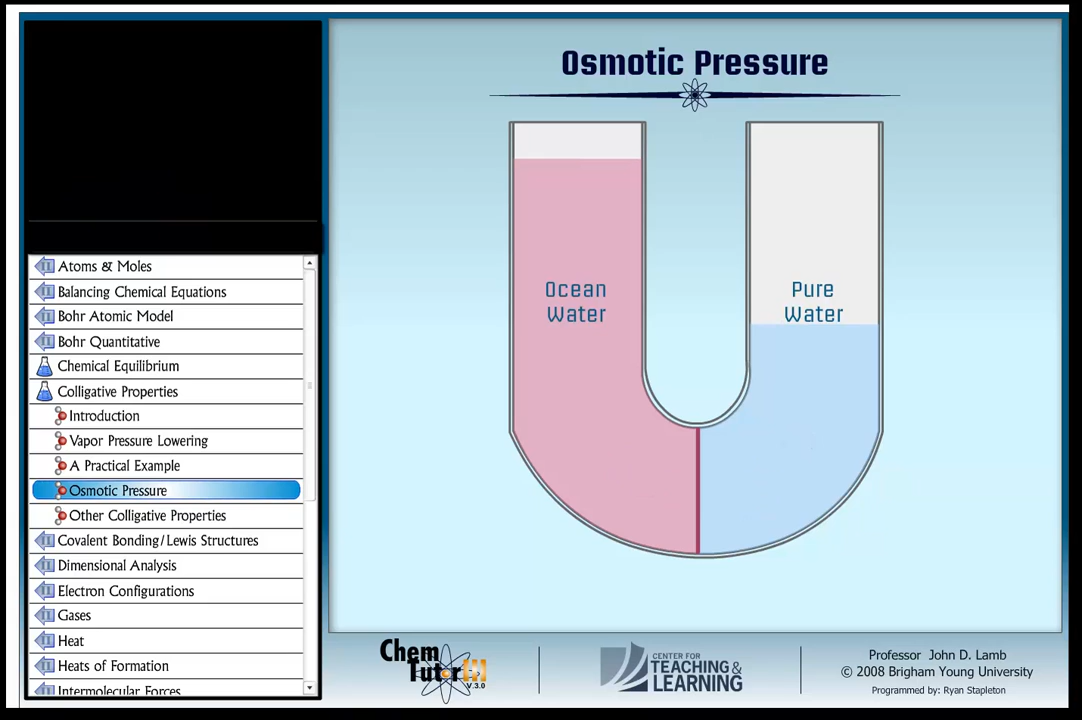 Osmotic Pressure
Ocean
Water
Pure
Water
Atoms & Moles
Balancing Chemical Equations
Bohr Atomic Model
Bohr Quantitative
Chemical Equilibrium
Colligative Properties
Introduction
Vapor Pressure Lowering
A Practical Example
Osmotic Pressure
Other Colligative Properties
Covalent Bonding/Lewis Structures
Dimensional Analysis
Electron Configurations
Gases
Heat
Heats of Formation
Intermolecular Forces
Chem
Tutor
V.3.0
CENTER FOR
TEACHING &
LEARNING
Professor John D. Lamb
© 2008 Brigham Young University
Programmed by: Ryan Stapleton